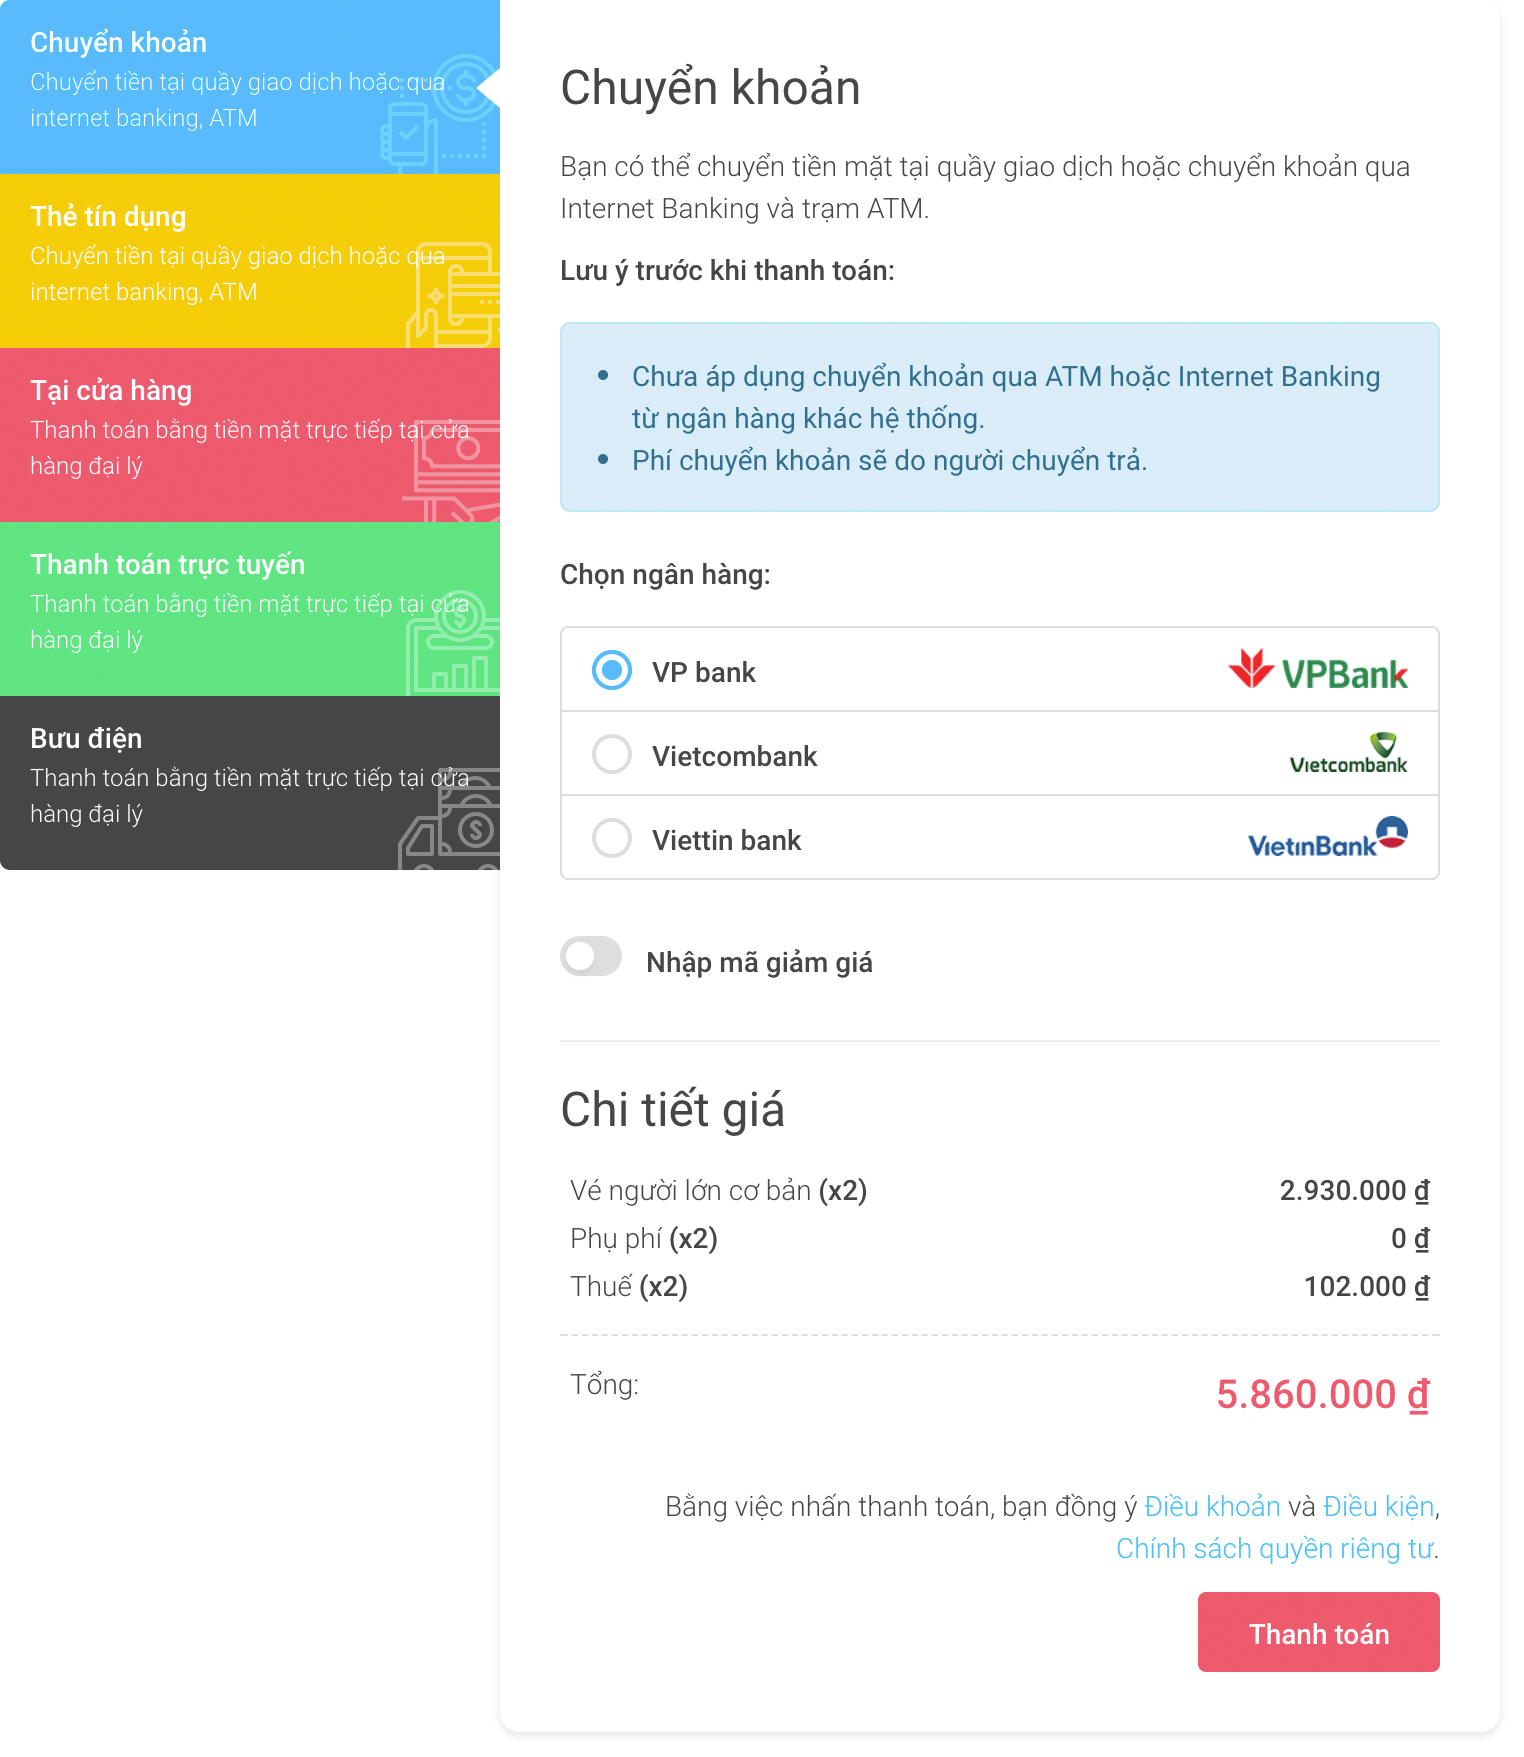 Chuyển khoản
Chuyển tiền tại quầy giao dịch hoặc qua
internet banking, ATM
Thẻ tín dụng
Chuyển tiền tại quầy giao dịch hoặc qua
internet banking, ATM
Tại cửa hàng
Thanh toán bằng tiền mặt trực tiếp tại cửa
hàng đại lý
Thanh toán trực tuyến
Thanh toán bằng tiền mặt trực tiếp tại cửa
hàng đại lý
Bưu điện
Thanh toán bằng tiền mặt trực tiếp tại cửa
hàng đại lý
Chuyển khoản
Bạn có thể chuyển tiền mặt tại quầy giao dịch hoặc chuyển khoản qua
Internet Banking và trạm ATM.
Lưu ý trước khi thanh toán:
• Chưa áp dụng chuyển khoản qua ATM hoặc Internet Banking
từ ngân hàng khác hệ thống.
• Phí chuyển khoản sẽ do người chuyển trả.
Chọn ngân hàng:
VP bank VPBank
Vietcombank Vietcombank
Viettin bank VietinBank
Nhập mã giảm giá
Chi tiết giá
Vé người lớn cơ bản (x2) 2.930.000 ₫
Phụ phí (x2) 0 ₫
Thuế (x2) 102.000 ₫
Tổng: 5.860.000 ₫
Bằng việc nhấn thanh toán, bạn đồng ý Điều khoản và Điều kiện,
Chính sách quyền riêng tư.
Thanh toán